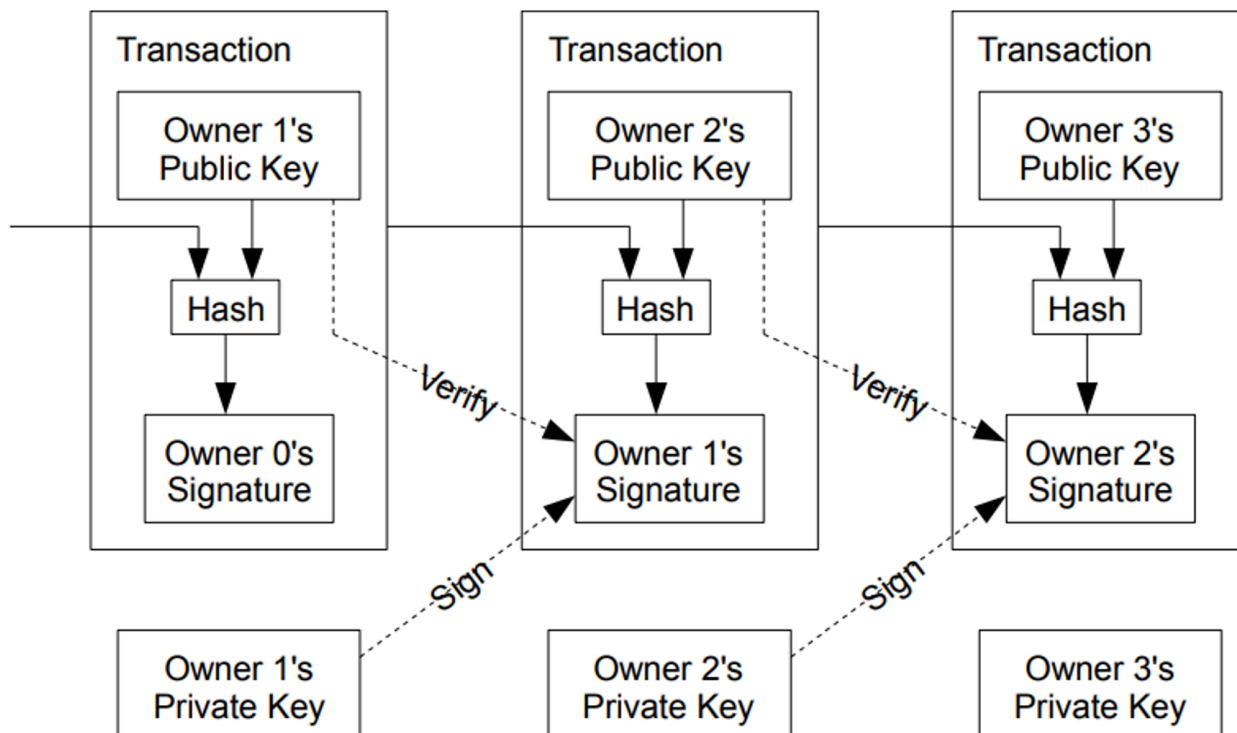 Transaction
Owner 1's
Public Key
Hash
Verify
Owner 0's
Signature
Sign
Owner 1's
Private Key
Transaction
Owner 2's
Public Key
Hash
Verify
Owner 1's
Signature
Sign
Owner 2's
Private Key
Transaction
Owner 3's
Public Key
Hash
Owner 2's
Signature
Owner 3's
Private Key